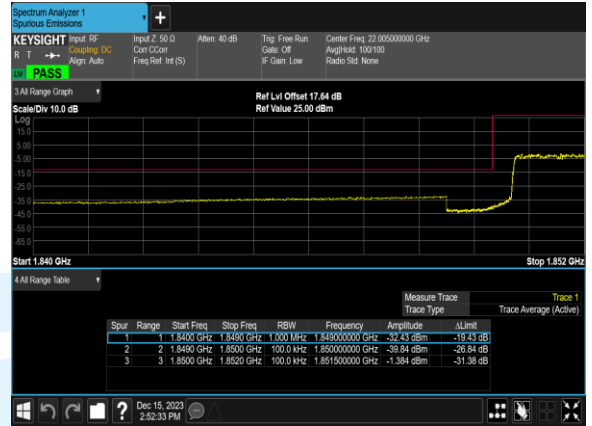 Spectrum Analyzer 1
Spurious Emissions
KEYSIGHT Input: RF Input Z: 50 Ω Atten: 40 dB Trig: Free Run Center Freq: 22.005000000 GHz
R T Coupling: DC Corr CCorr Gate: Off Avg|Hold: 100/100
Align: Auto Freq Ref: Int (S) IF Gain: Low Radio Std: None
LW PASS
3 All Range Graph
Ref Lvl Offset 17.64 dB
Scale/Div 10.0 dB Ref Value 25.00 dBm
Log
15.0
5.00
-5.00
-15.0
-25.0
-35.0
-45.0
-55.0
-65.0
Start 1.840 GHz Stop 1.852 GHz
4 All Range Table
Measure Trace Trace 1
Trace Type Trace Average (Active)
Spur Range Start Freq Stop Freq RBW Frequency Amplitude ΔLimit
1 1 1.8400 GHz 1.8490 GHz 1.000 MHz 1.849000000 GHz -32.43 dBm -19.43 dB
2 2 1.8490 GHz 1.8500 GHz 100.0 kHz 1.850000000 GHz -39.84 dBm -26.84 dB
3 3 1.8500 GHz 1.8520 GHz 100.0 kHz 1.851500000 GHz -1.384 dBm -31.38 dB
? Dec 15, 2023
2:52:33 PM